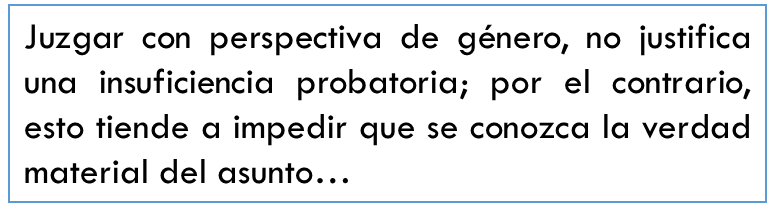 Juzgar con perspectiva de género, no justifica
una insuficiencia probatoria; por el contrario,
esto tiende a impedir que se conozca la verdad
material del asunto…